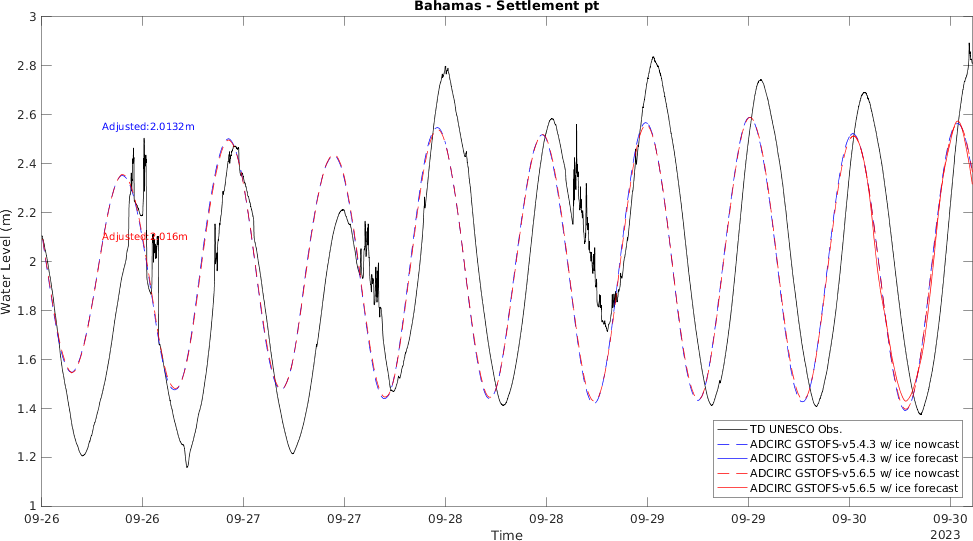 Bahamas - Settlement pt
3
2.8
2.6
2.4
2.2
2
1.8
1.6
1.4
1.2
1
Water Level (m)
Adjusted:2.0132m
Adjusted:2.016m
TD UNESCO Obs.
ADCIRC GSTOFS-v5.4.3 w/ ice nowcast
ADCIRC GSTOFS-v5.4.3 w/ ice forecast
ADCIRC GSTOFS-v5.6.5 w/ ice nowcast
ADCIRC GSTOFS-v5.6.5 w/ ice forecast
09-26 09-26 09-27 09-27 09-28 09-28 09-29 09-29 09-30 09-30
2023
Time